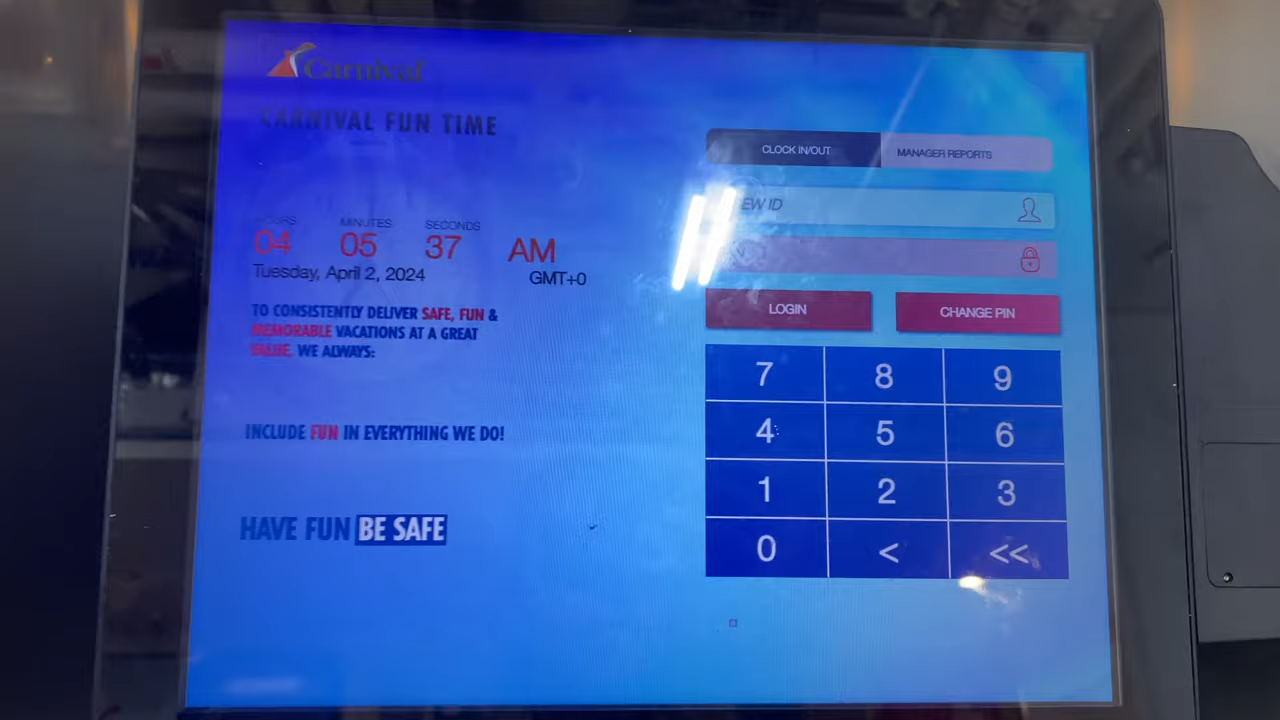 Carnival
CARNIVAL FUN TIME
CLOCK IN/OUT
MANAGER REPORTS
ID
HOURS MINUTES SECONDS
04 05 37 AM
Tuesday, April 2, 2024 GMT+0
TO CONSISTENTLY DELIVER SAFE, FUN &
MEMORABLE VACATIONS AT A GREAT
VALUE, WE ALWAYS:
LOGIN
CHANGE PIN
INCLUDE FUN IN EVERYTHING WE DO!
HAVE FUN BE SAFE
7 8 9
4 5 6
1 2 3
0 < <<